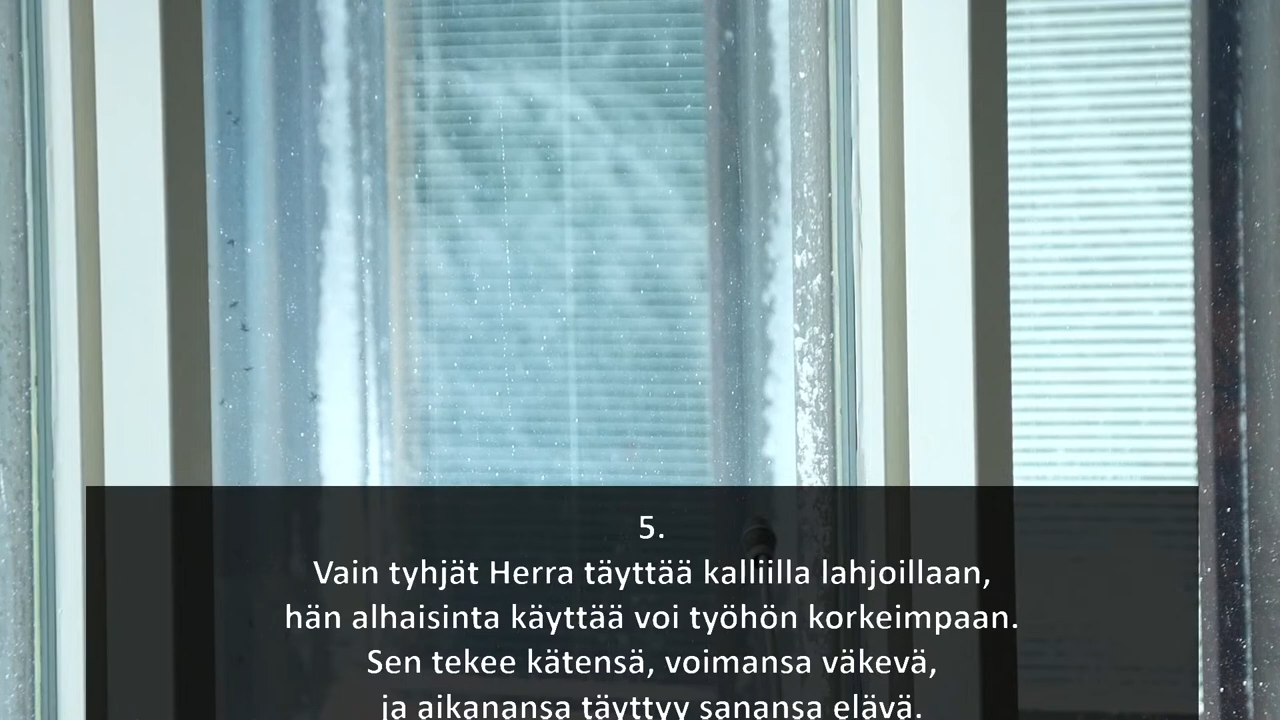 5.
Vain tyhjät Herra täyttää kalliilla lahjoillaan,
hän alhaisinta käyttää voi työhön korkeimpaan.
Sen tekee kätensä, voimansa väkevä,
ja aikanansa täyttyy sanansa elävä.